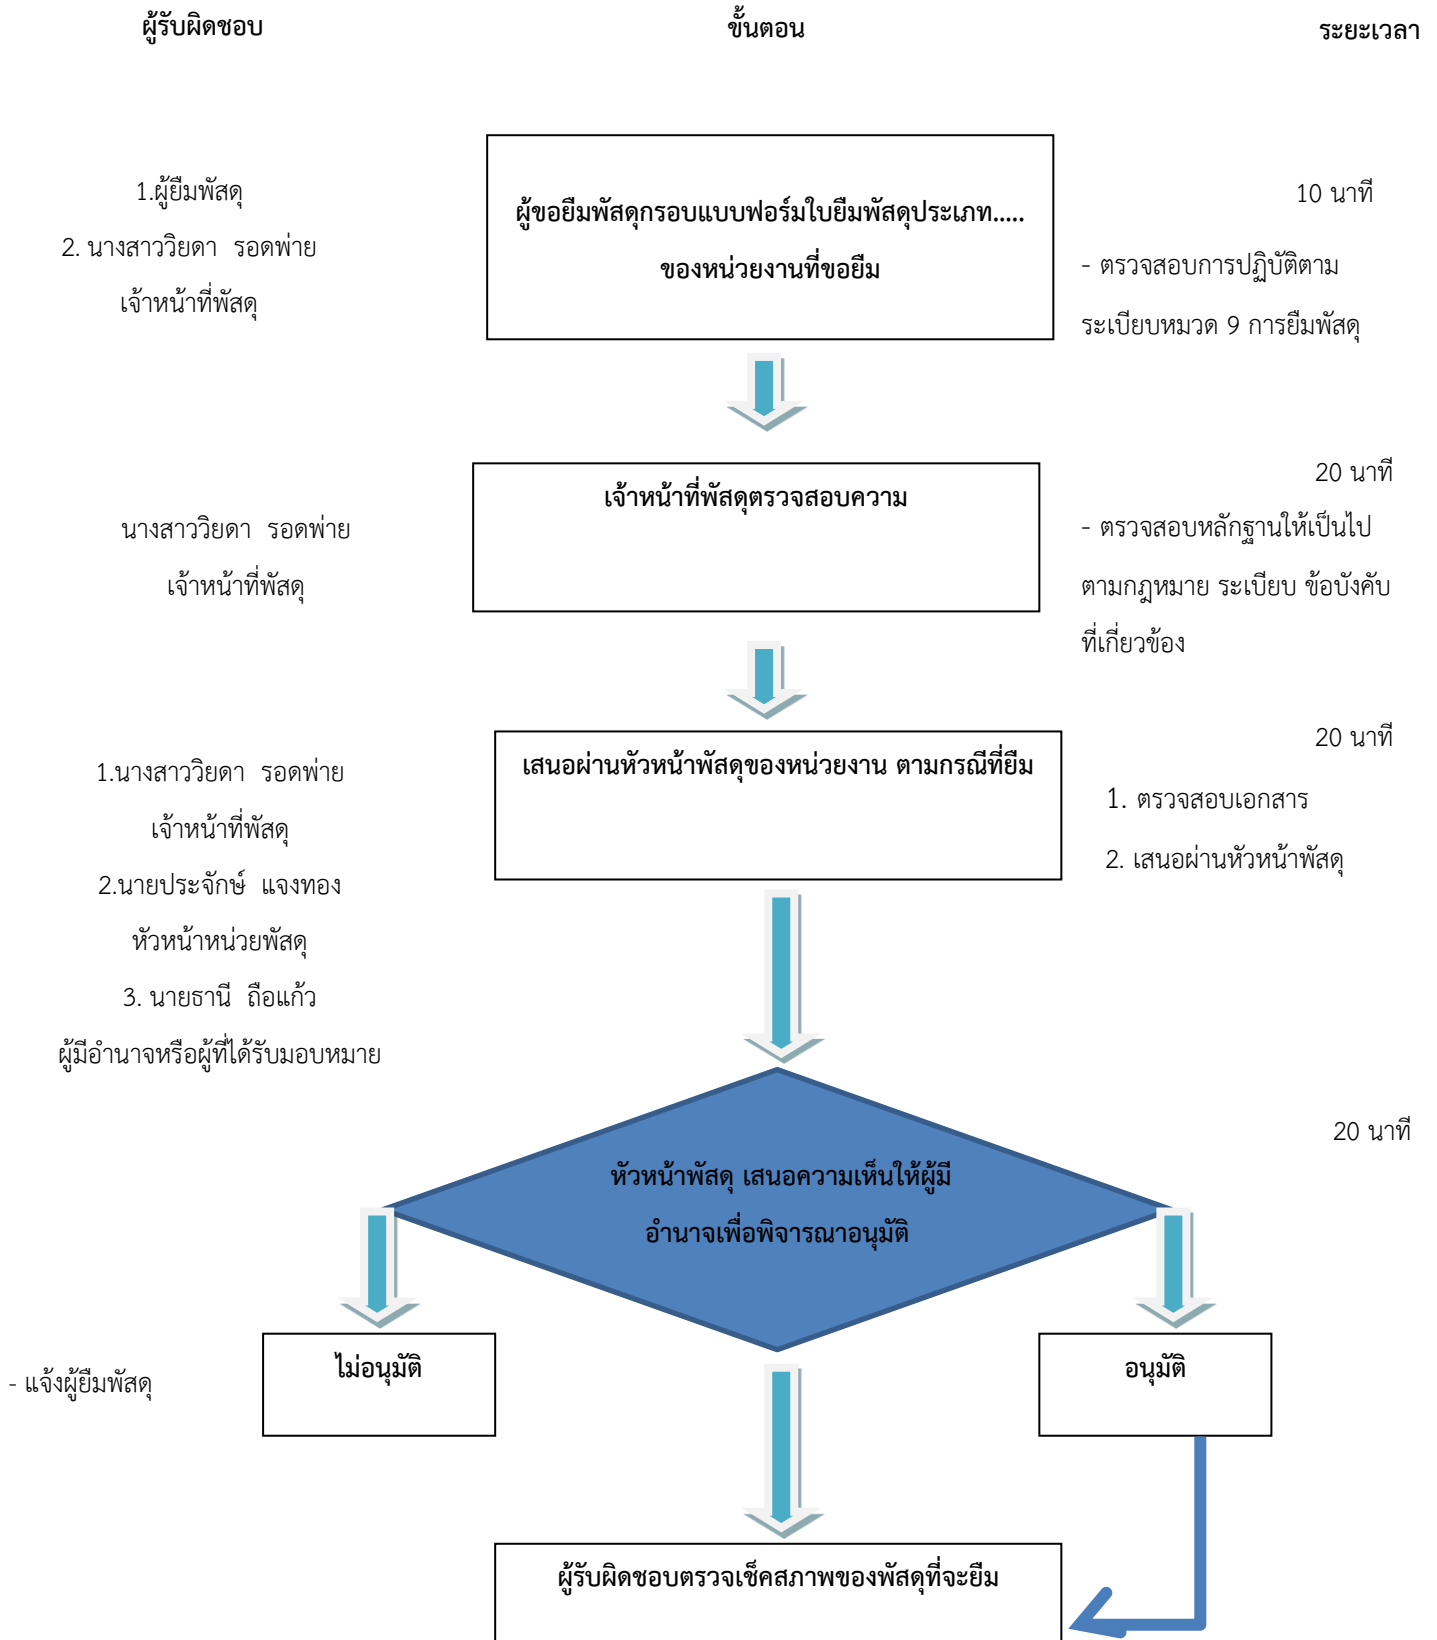 ผู้รับผิดชอบ
ขั้นตอน
ระยะเวลา
1.ผู้ยืมพัสดุ
2. นางสาววิยดา รอดพ่าย
เจ้าหน้าที่พัสดุ
ผู้ขอยืมพัสดุกรอบแบบฟอร์มใบยืมพัสดุประเภท.....
ของหน่วยงานที่ขอยืม
10 นาที
- ตรวจสอบการปฏิบัติตาม
ระเบียบหมวด 9 การยืมพัสดุ
นางสาววิยดา รอดพ่าย
เจ้าหน้าที่พัสดุ
เจ้าหน้าที่พัสดุตรวจสอบความ
20 นาที
- ตรวจสอบหลักฐานให้เป็นไป
ตามกฎหมาย ระเบียบ ข้อบังคับ
ที่เกี่ยวข้อง
1.นางสาววิยดา รอดพ่าย
เจ้าหน้าที่พัสดุ
2.นายประจักษ์ แจงทอง
หัวหน้าหน่วยพัสดุ
3. นายธานี ถือแก้ว
ผู้มีอำนาจหรือผู้ที่ได้รับมอบหมาย
เสนอผ่านหัวหน้าพัสดุของหน่วยงาน ตามกรณีที่ยืม
20 นาที
1. ตรวจสอบเอกสาร
2. เสนอผ่านหัวหน้าพัสดุ
หัวหน้าพัสดุ เสนอความเห็นให้ผู้มี
อำนาจเพื่อพิจารณาอนุมัติ
20 นาที
- แจ้งผู้ยืมพัสดุ
ไม่อนุมัติ
อนุมัติ
ผู้รับผิดชอบตรวจเช็คสภาพของพัสดุที่จะยืม